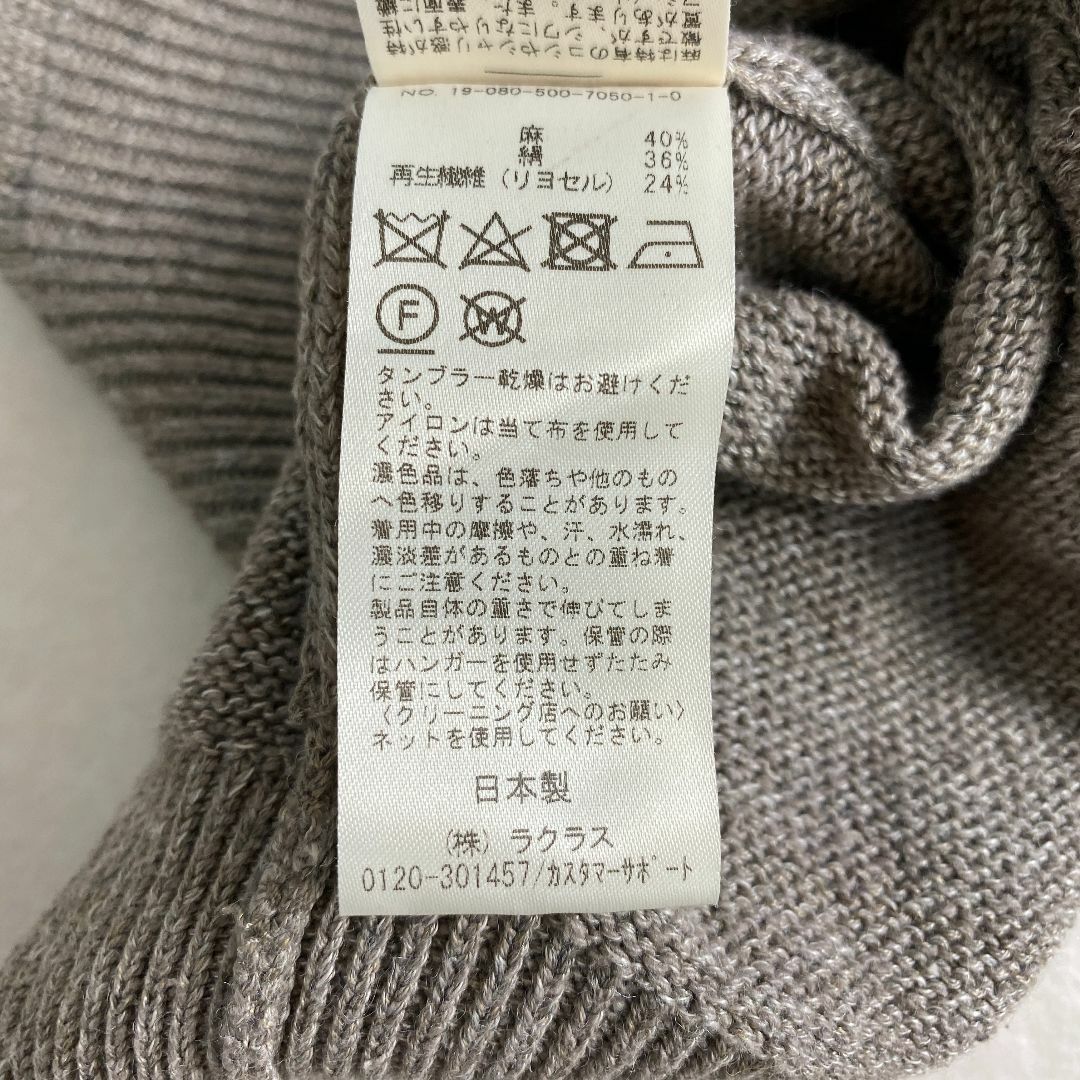 NO. 19-080-500-7050-1-0
麻 40%
絹 36%
再生繊維 (リヨセル) 24%
F
W
タンブラー乾燥はお避けくだ
さい。
アイロンは当て布を使用して
ください。
濃色品は、色落ちや他のもの
へ色移りすることがあります。
着用中の摩擦や、汗、水濡れ、
濃淡差があるものとの重ね着
にご注意ください。
製品自体の重さで伸びてしま
うことがあります。保管の際
はハンガーを使用せずたたみ
保管にしてください。
〈クリーニング店へのお願い〉
ネットを使用してください。
日本製
(株) ラクラス
0120-301457/カスタマーサポート